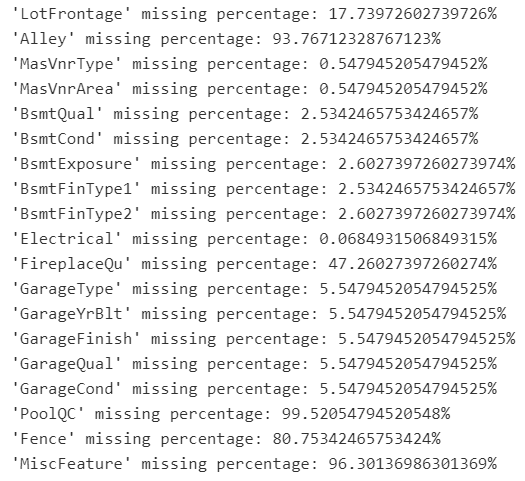 'LotFrontage' missing percentage: 17.73972602739726%
'Alley' missing percentage: 93.76712328767123%
'MasVnrType' missing percentage: 0.547945205479452%
'MasVnrArea' missing percentage: 0.547945205479452%
'BsmtQual' missing percentage: 2.5342465753424657%
'BsmtCond' missing percentage: 2.5342465753424657%
'BsmtExposure' missing percentage: 2.6027397260273974%
'BsmtFinType1' missing percentage: 2.5342465753424657%
'BsmtFinType2' missing percentage: 2.6027397260273974%
'Electrical' missing percentage: 0.0684931506849315%
'FireplaceQu' missing percentage: 47.26027397260274%
'GarageType' missing percentage: 5.5479452054794525%
'GarageYrBlt' missing percentage: 5.5479452054794525%
'GarageFinish' missing percentage: 5.5479452054794525%
'GarageQual' missing percentage: 5.5479452054794525%
'GarageCond' missing percentage: 5.5479452054794525%
'PoolQC' missing percentage: 99.52054794520548%
'Fence' missing percentage: 80.75342465753424%
'MiscFeature' missing percentage: 96.30136986301369%